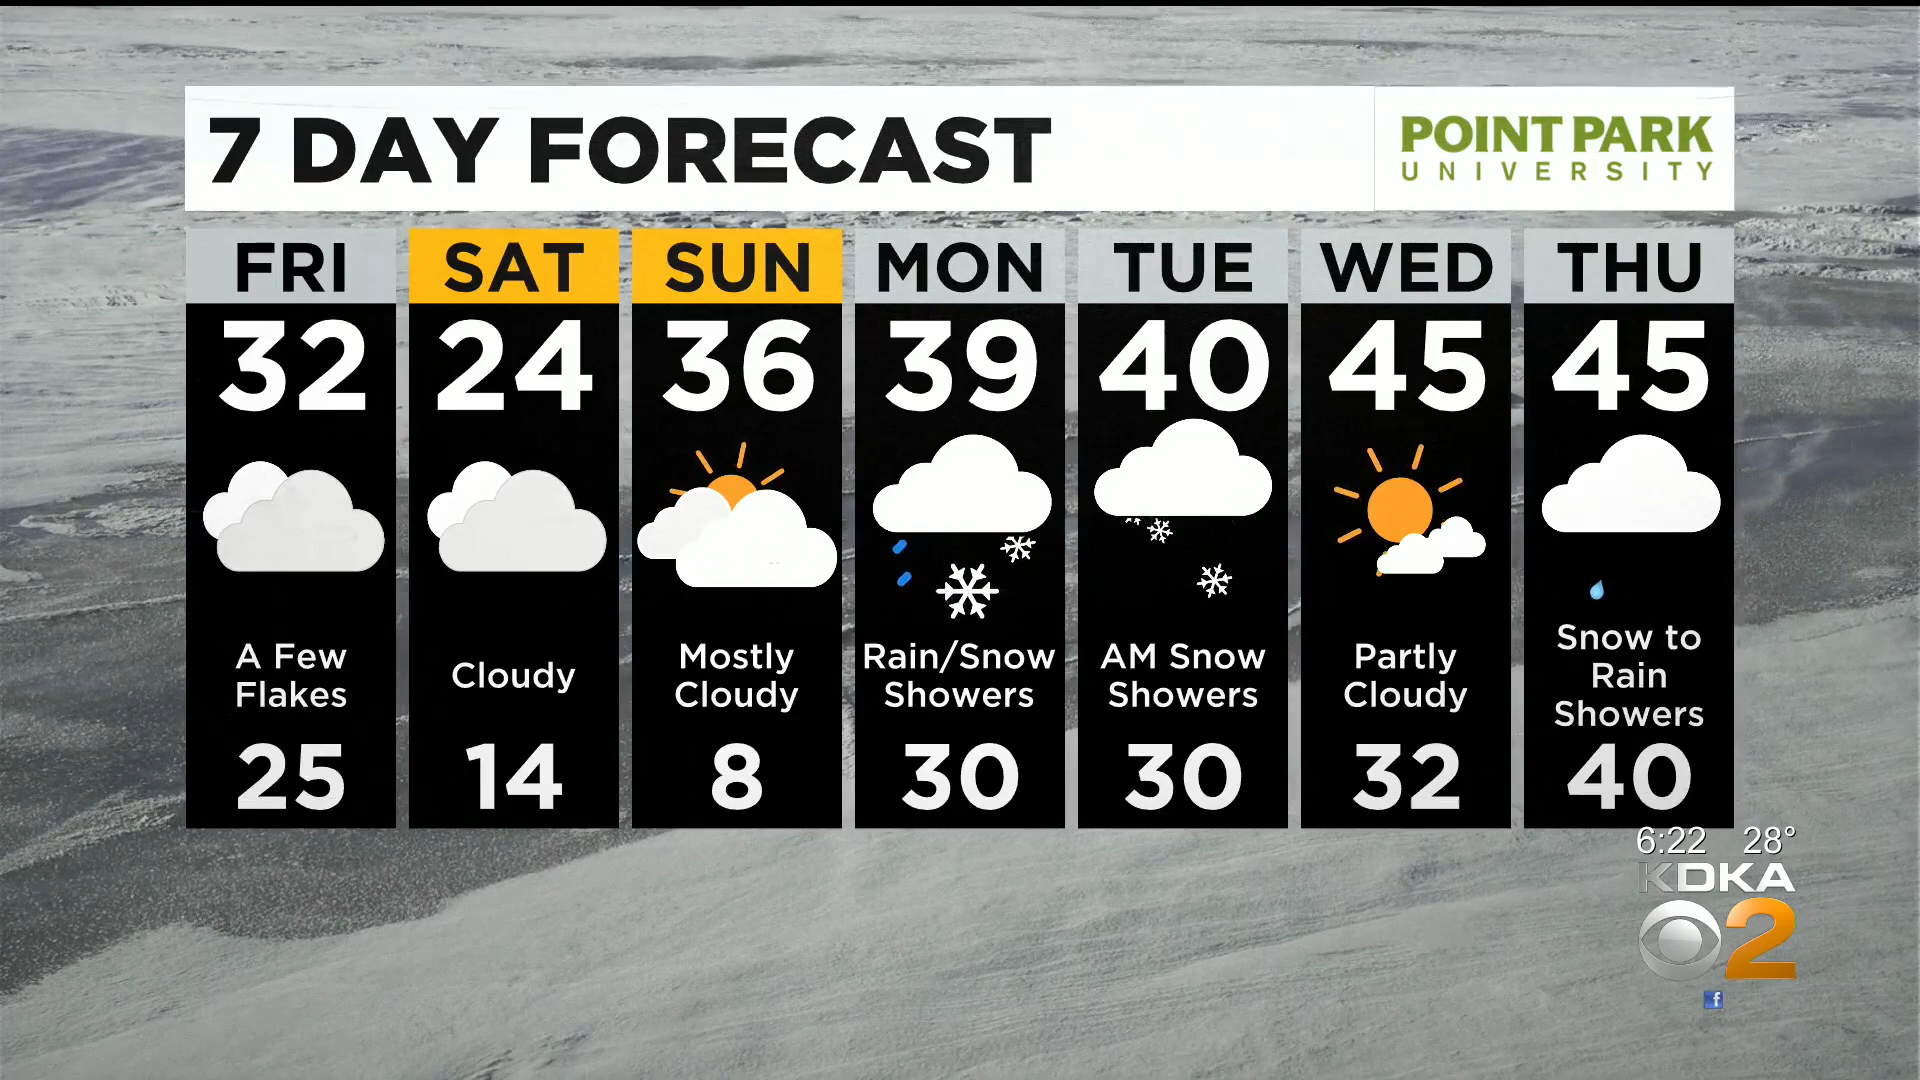 7 DAY FORECAST
POINT PARK
UNIVERSITY
FRI
32
A Few
Flakes
25
SAT
24
Cloudy
14
SUN
36
Mostly
Cloudy
8
MON
39
Rain/Snow
Showers
30
TUE
40
AM Snow
Showers
30
WED
45
Partly
Cloudy
32
THU
45
Snow to
Rain
Showers
40
6:22 28°
KDKA
2
f